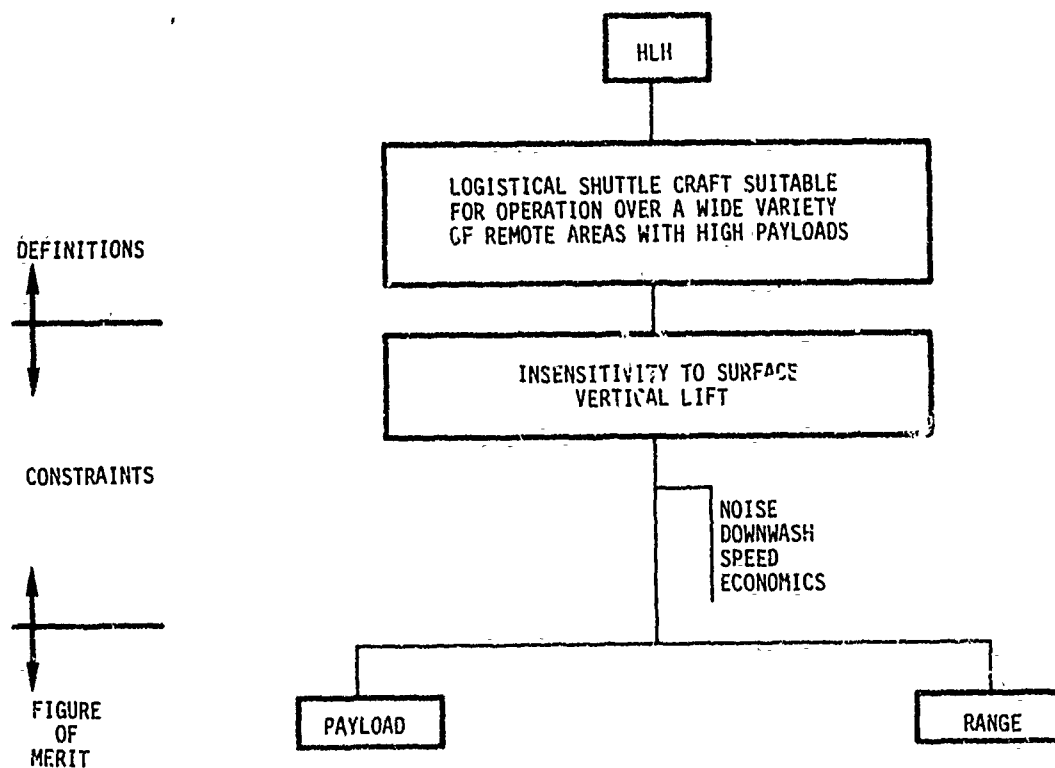 HLH
LOGISTICAL SHUTTLE CRAFT SUITABLE
FOR OPERATION OVER A WIDE VARIETY
OF REMOTE AREAS WITH HIGH PAYLOADS
DEFINITIONS
INSENSITIVITY TO SURFACE
VERTICAL LIFT
CONSTRAINTS
NOISE
DOWNWASH
SPEED
ECONOMICS
FIGURE
OF
MERIT
PAYLOAD
RANGE